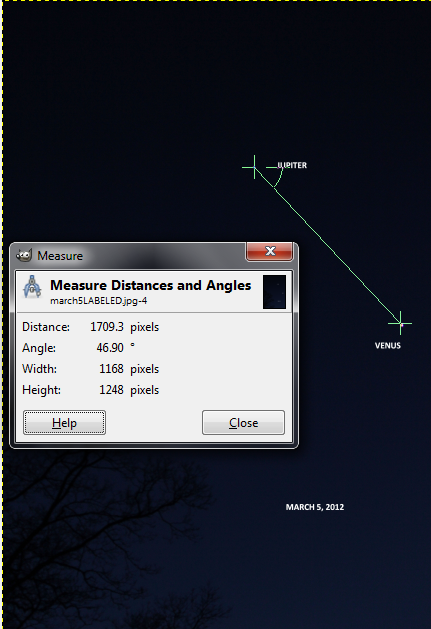 JUPITER
Measure
Measure Distances and Angles
march5LABELED.jpg-4
Distance: 1709.3 pixels
Angle: 46.90 °
Width: 1168 pixels
Height: 1248 pixels
Help
Close
VENUS
MARCH 5, 2012